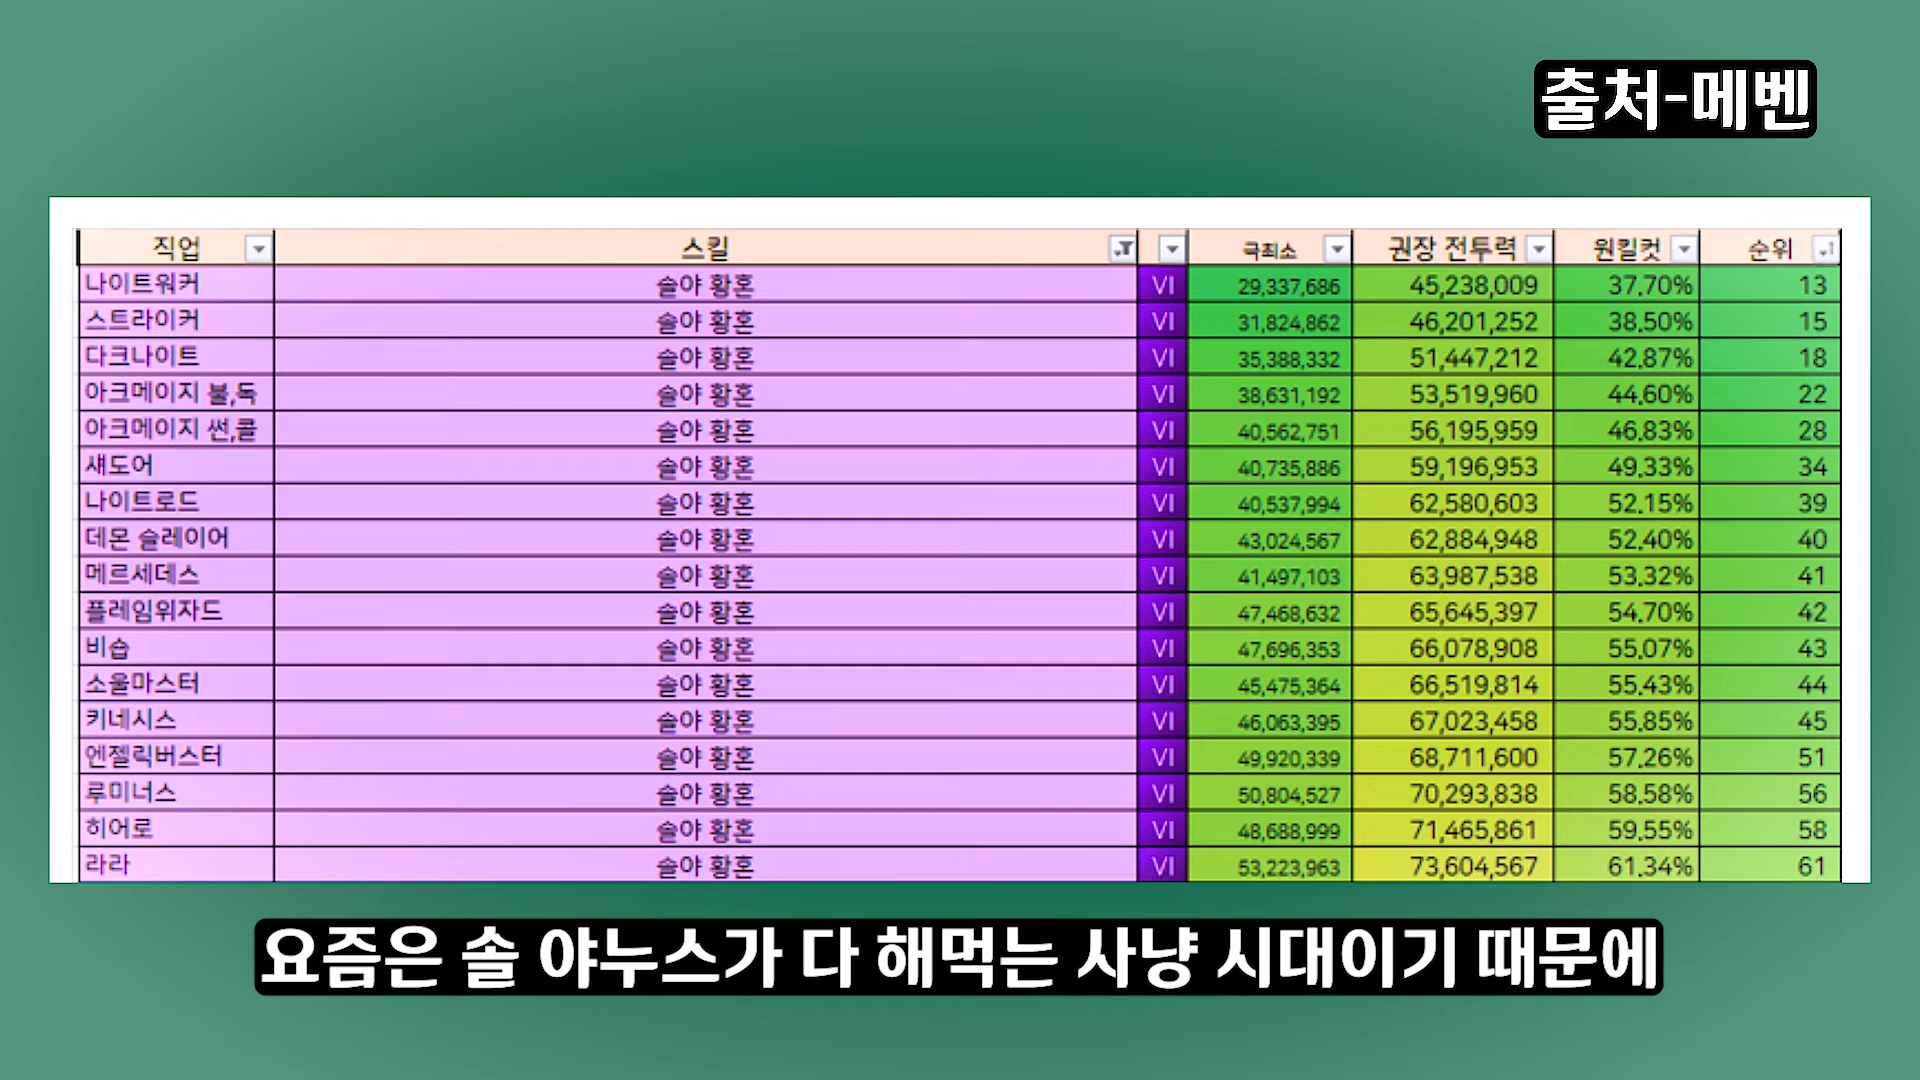 출처-메벤
직업 스킬 극최소 권장 전투력 원킬컷 순위
나이트워커 솔야 황혼 VI 29,337,686 45,238,009 37.70% 13
스트라이커 솔야 황혼 VI 31,824,862 46,201,252 38.50% 15
다크나이트 솔야 황혼 VI 35,388,332 51,447,212 42.87% 18
아크메이지 불,독 솔야 황혼 VI 38,631,192 53,519,960 44.60% 22
아크메이지 썬,콜 솔야 황혼 VI 40,562,751 56,195,959 46.83% 28
섀도어 솔야 황혼 VI 40,735,886 59,196,953 49.33% 34
나이트로드 솔야 황혼 VI 40,537,994 62,580,603 52.15% 39
데몬 슬레이어 솔야 황혼 VI 43,024,567 62,884,948 52.40% 40
메르세데스 솔야 황혼 VI 41,497,103 63,987,538 53.32% 41
플레임위자드 솔야 황혼 VI 47,468,632 65,645,397 54.70% 42
비숍 솔야 황혼 VI 47,696,353 66,078,908 55.07% 43
소울마스터 솔야 황혼 VI 45,475,364 66,519,814 55.43% 44
키네시스 솔야 황혼 VI 46,063,395 67,023,458 55.85% 45
엔젤릭버스터 솔야 황혼 VI 49,920,339 68,711,600 57.26% 51
루미너스 솔야 황혼 VI 50,804,527 70,293,838 58.58% 56
히어로 솔야 황혼 VI 48,688,999 71,465,861 59.55% 58
라라 솔야 황혼 VI 53,223,963 73,604,567 61.34% 61
요즘은 솔 야누스가 다 해먹는 사냥 시대이기 때문에